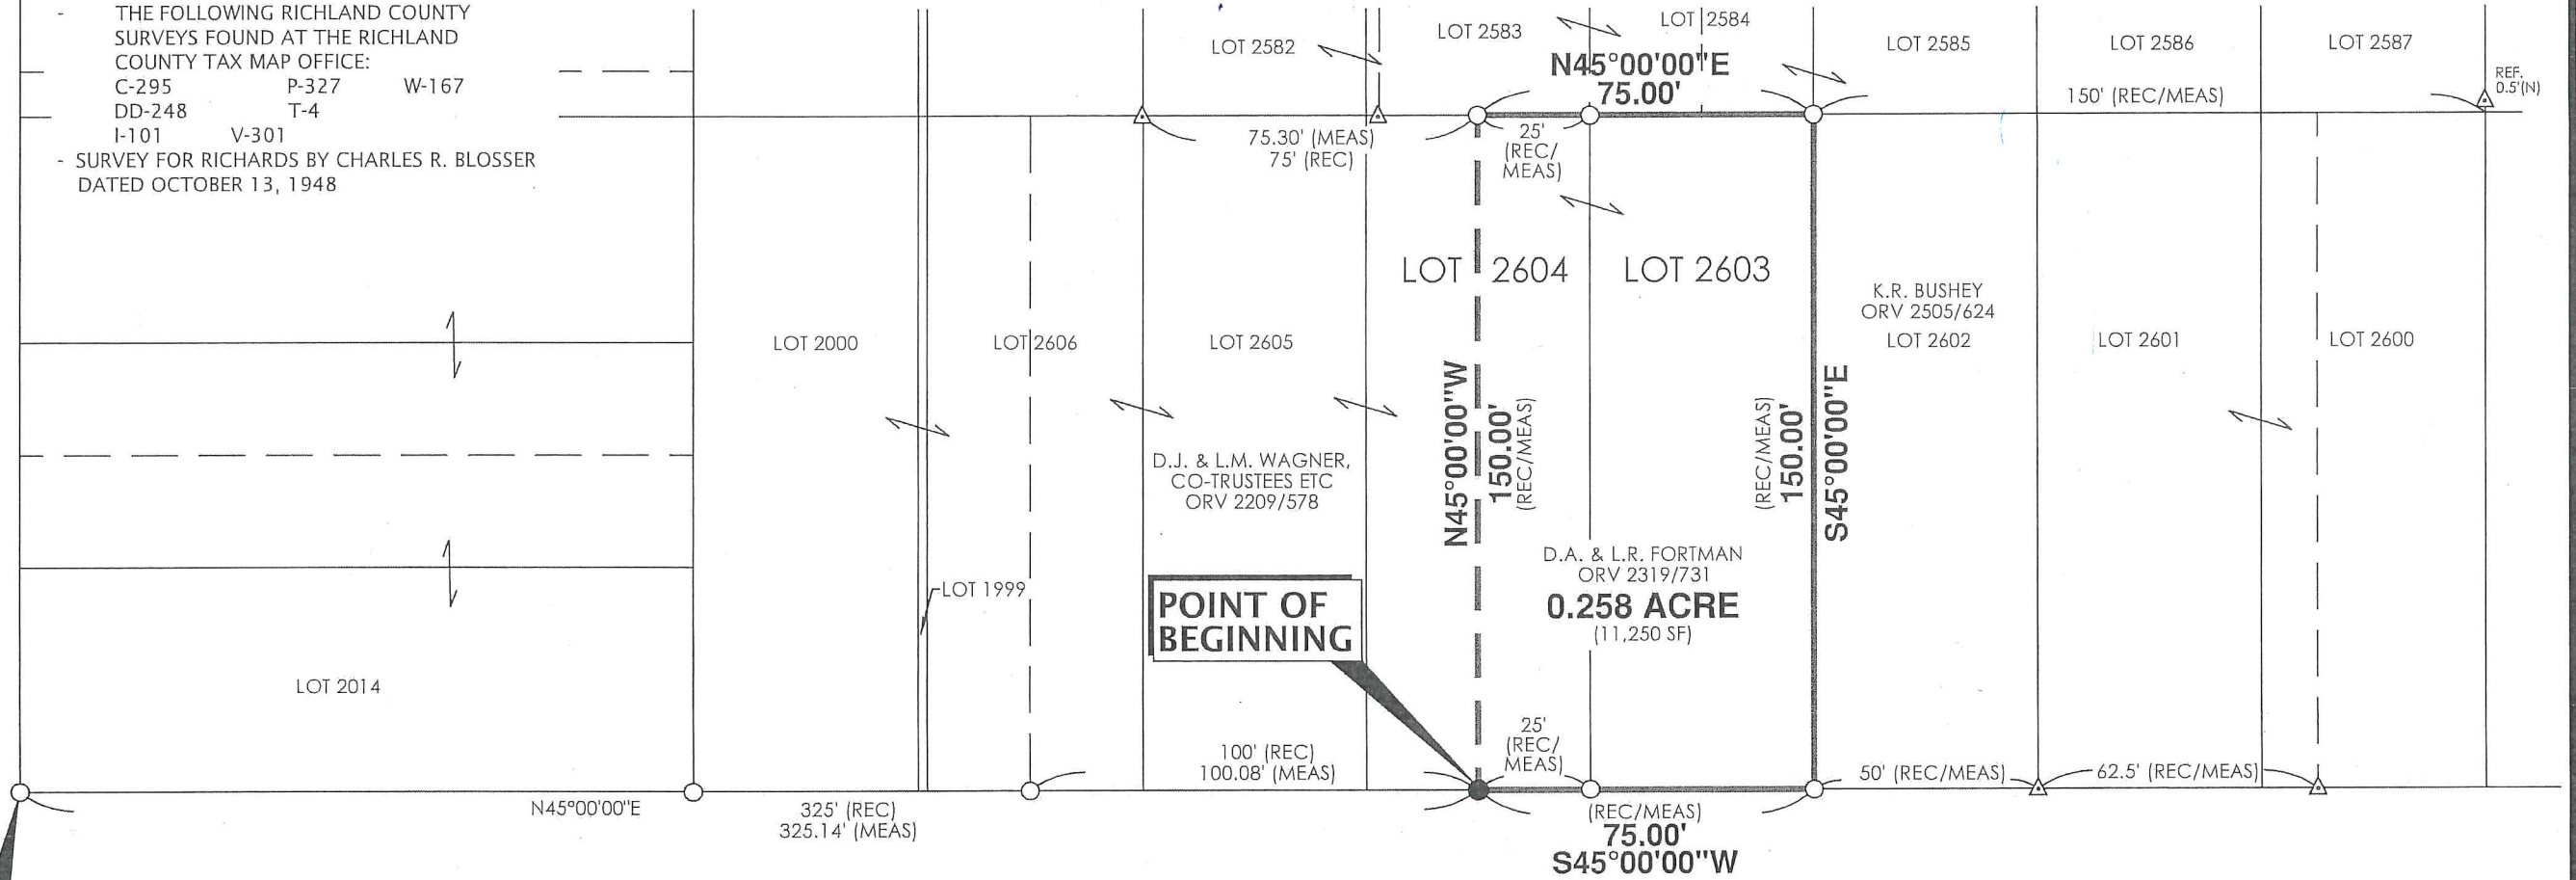 - THE FOLLOWING RICHLAND COUNTY
SURVEYS FOUND AT THE RICHLAND
COUNTY TAX MAP OFFICE:
C-295 P-327 W-167
DD-248 T-4
I-101 V-301
- SURVEY FOR RICHARDS BY CHARLES R. BLOSSER
DATED OCTOBER 13, 1948
LOT 2582
LOT 2583
LOT 2584
LOT 2585
LOT 2586
LOT 2587
N45°00'00"E
75.00'
150' (REC/MEAS)
REF.
0.5'(N)
75.30' (MEAS)
75' (REC)
25'
(REC/
MEAS)
LOT 2604
LOT 2603
K.R. BUSHEY
ORV 2505/624
LOT 2602
LOT 2601
LOT 2600
LOT 2000
LOT 2606
LOT 2605
N45°00'00"W
150.00'
(REC/MEAS)
(REC/MEAS)
150.00'
S45°00'00"E
D.J. & L.M. WAGNER,
CO-TRUSTEES ETC
ORV 2209/578
D.A. & L.R. FORTMAN
ORV 2319/731
0.258 ACRE
(11,250 SF)
LOT 1999
POINT OF
BEGINNING
LOT 2014
100' (REC)
100.08' (MEAS)
25'
(REC/
MEAS)
50' (REC/MEAS)
62.5' (REC/MEAS)
N45°00'00"E
325' (REC)
325.14' (MEAS)
(REC/MEAS)
75.00'
S45°00'00"W